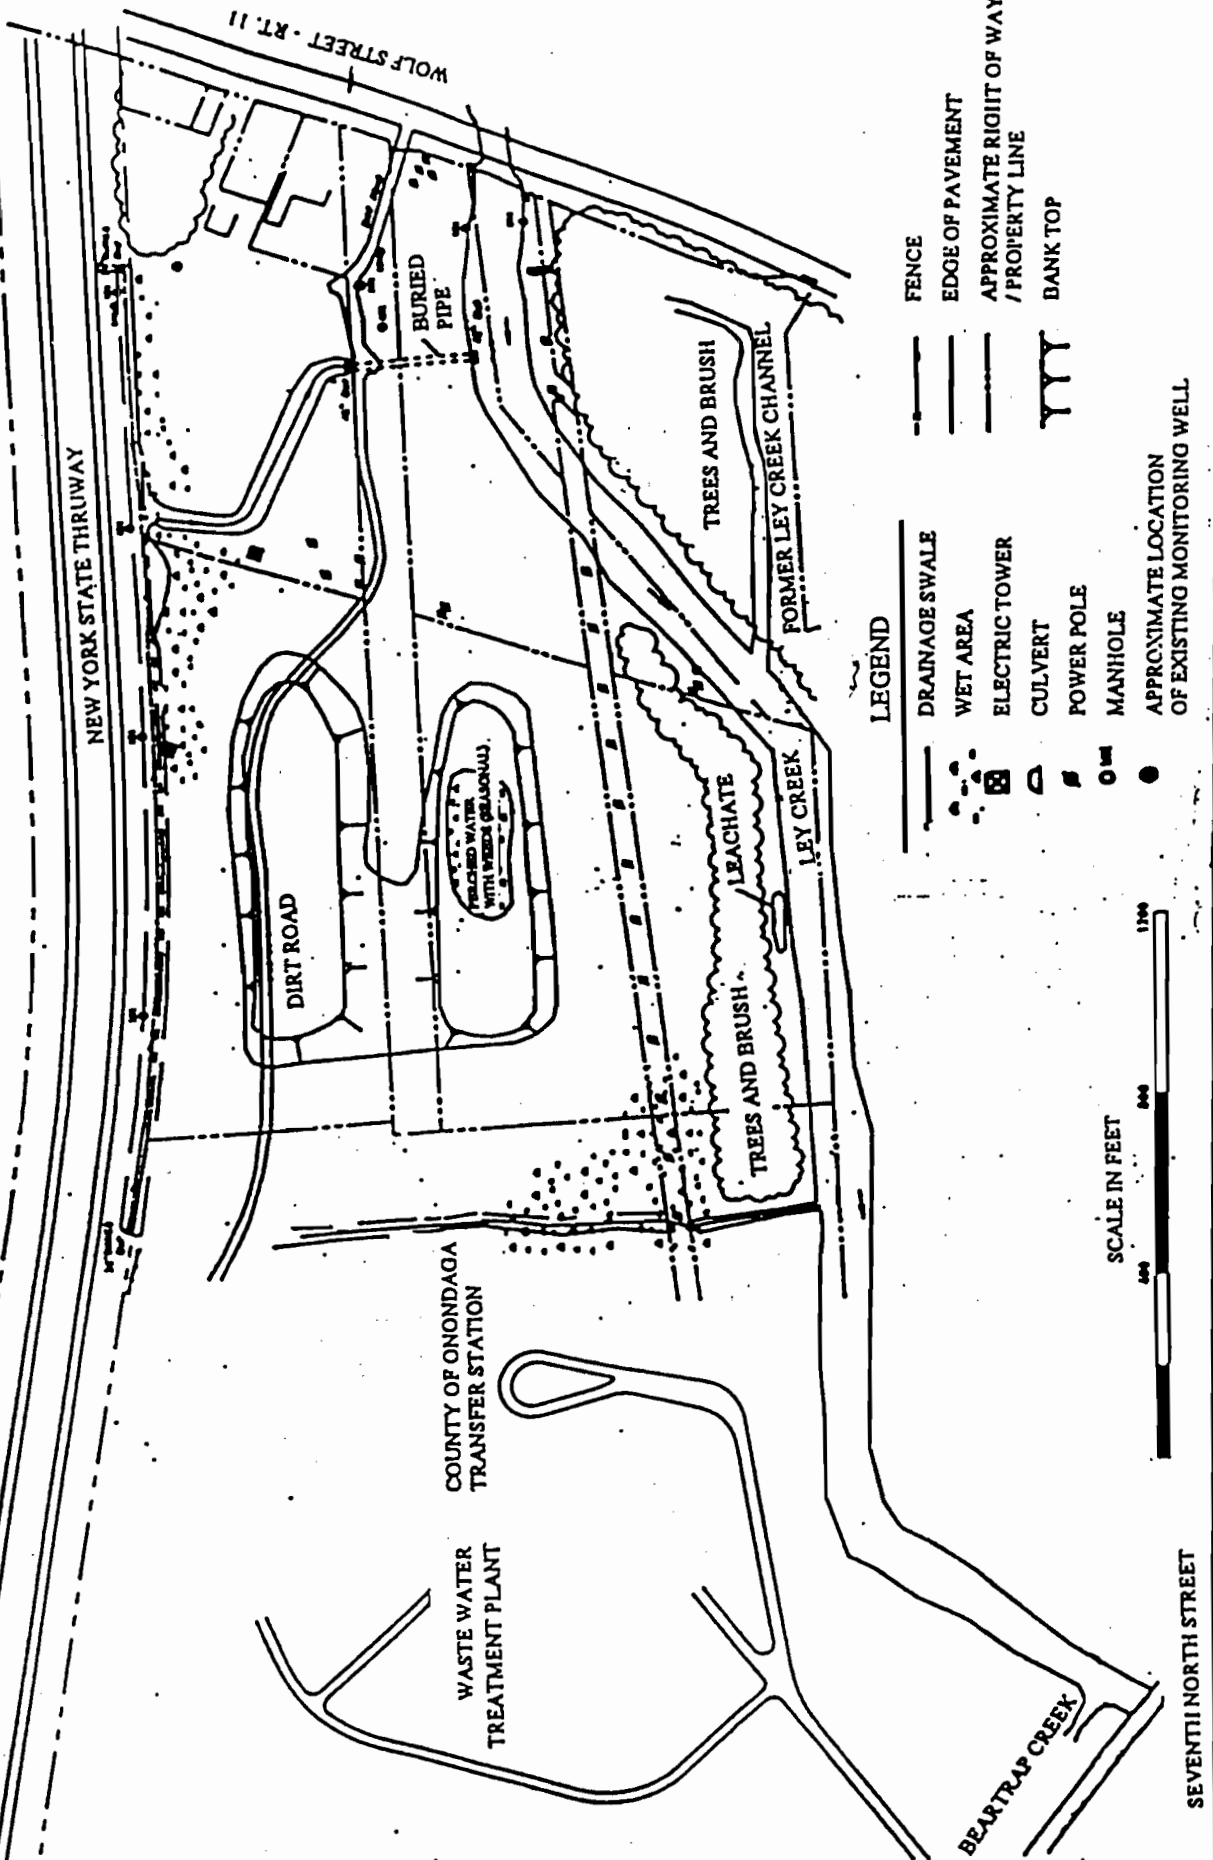 WOLF STREET - RT. 11
NEW YORK STATE THRUWAY
BURIED
PIPE
TREES AND BRUSH
FORMER LEY CREEK CHANNEL
DIRT ROAD
PERCHED WATER
WITH WEEDS (SEASONAL)
LEACHATE
LEY CREEK
TREES AND BRUSH
COUNTY OF ONONDAGA
TRANSFER STATION
WASTE WATER
TREATMENT PLANT
BEARTRAP CREEK
SEVENTH NORTH STREET
LEGEND
DRAINAGE SWALE
WET AREA
ELECTRIC TOWER
CULVERT
POWER POLE
MANHOLE
APPROXIMATE LOCATION
OF EXISTING MONITORING WELL
FENCE
EDGE OF PAVEMENT
APPROXIMATE RIGHT OF WAY
/ PROPERTY LINE
BANK TOP
SCALE IN FEET
400
800
1200